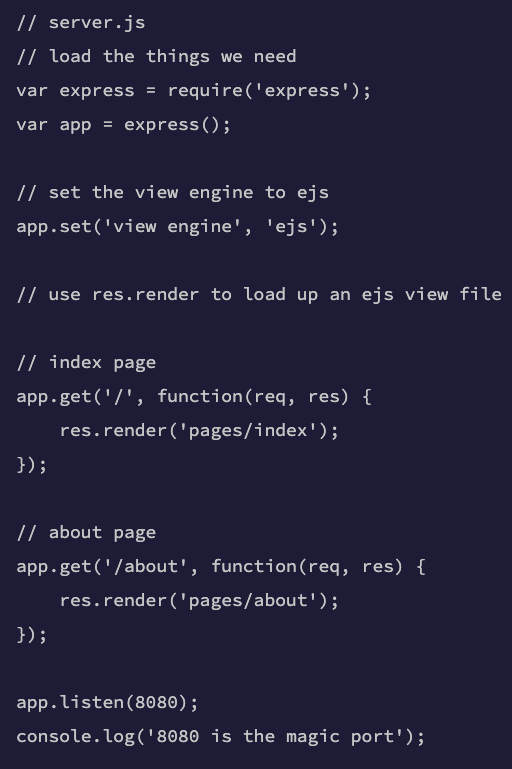 // server.js
// load the things we need
var express = require('express');
var app = express();

// set the view engine to ejs
app.set('view engine', 'ejs');

// use res.render to load up an ejs view file

// index page
app.get('/', function(req, res) {
    res.render('pages/index');
});

// about page
app.get('/about', function(req, res) {
    res.render('pages/about');
});

app.listen(8080);
console.log('8080 is the magic port');